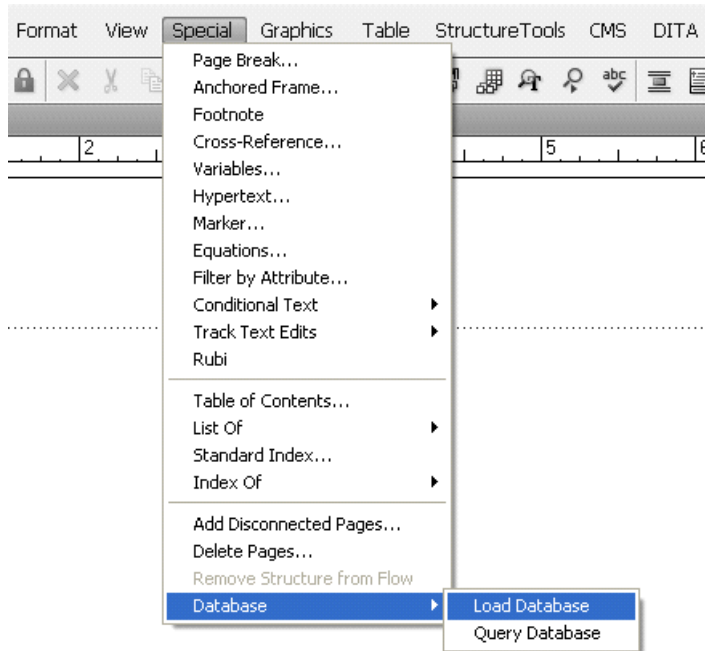 Format View Special Graphics Table StructureTools CMS DITA
abc
2 5 6
Page Break...
Anchored Frame...
Footnote
Cross-Reference...
Variables...
Hypertext...
Marker...
Equations...
Filter by Attribute...
Conditional Text
Track Text Edits
Rubi
Table of Contents...
List Of
Standard Index...
Index Of
Add Disconnected Pages...
Delete Pages...
Remove Structure from Flow
Database
Load Database
Query Database